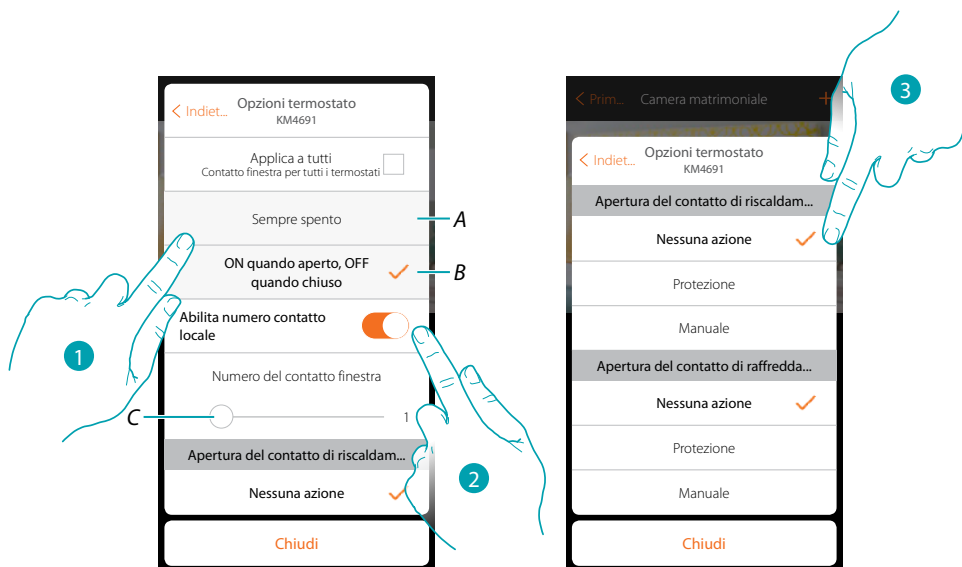 < Indiet...
Opzioni termostato
KM4691
Applica a tutti
Contatto finestra per tutti i termostati
Sempre spento
A
ON quando aperto, OFF
quando chiuso
B
Abilita numero contatto
locale
1
Numero del contatto finestra
C
1
2
Apertura del contatto di riscaldam...
Nessuna azione
Chiudi
< Prim...
Camera matrimoniale
+
3
< Indiet...
Opzioni termostato
KM4691
Apertura del contatto di riscaldam...
Nessuna azione
Protezione
Manuale
Apertura del contatto di raffredda...
Nessuna azione
Protezione
Manuale
Chiudi